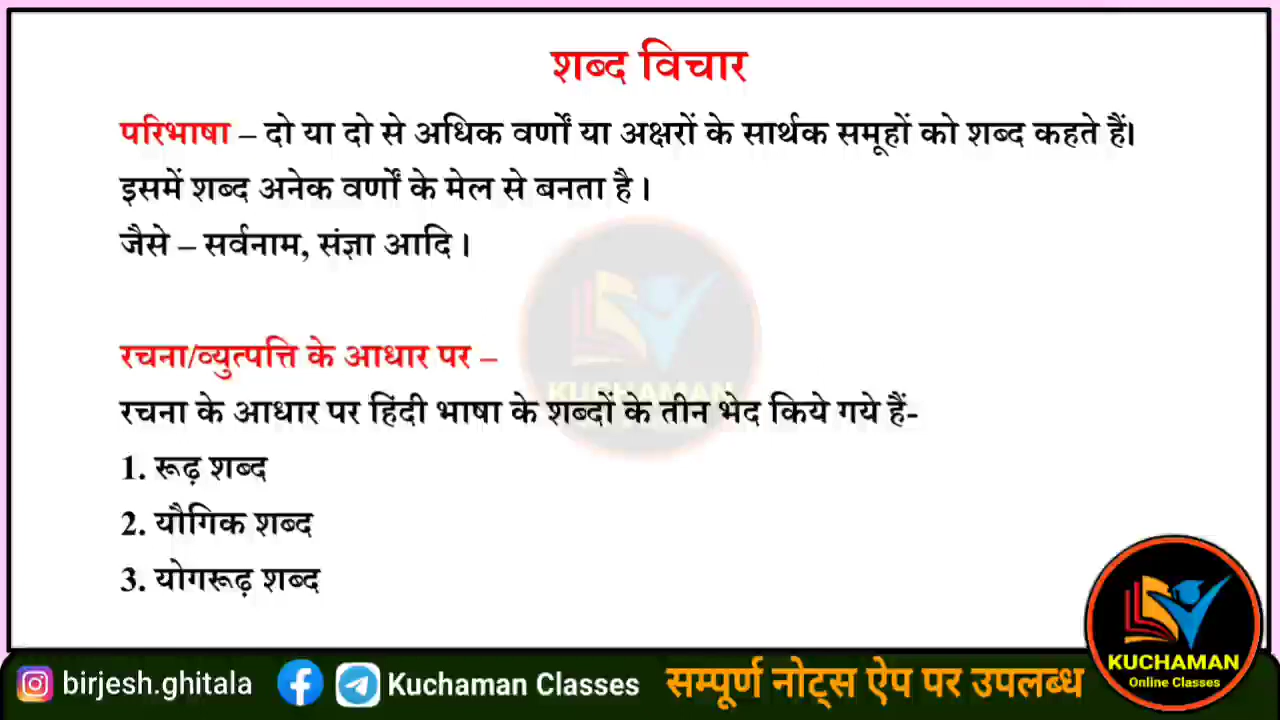 शब्द विचार
परिभाषा – दो या दो से अधिक वर्णों या अक्षरों के सार्थक समूहों को शब्द कहते हैं।
इसमें शब्द अनेक वर्णों के मेल से बनता है ।
जैसे – सर्वनाम, संज्ञा आदि ।
KUCHAMAN
रचना/व्युत्पत्ति के आधार पर –
रचना के आधार पर हिंदी भाषा के शब्दों के तीन भेद किये गये हैं-
1. रूढ़ शब्द
2. यौगिक शब्द
3. योगरूढ़ शब्द
KUCHAMAN
Online Classes
birjesh.ghitala
Kuchaman Classes
सम्पूर्ण नोट्स ऐप पर उपलब्ध